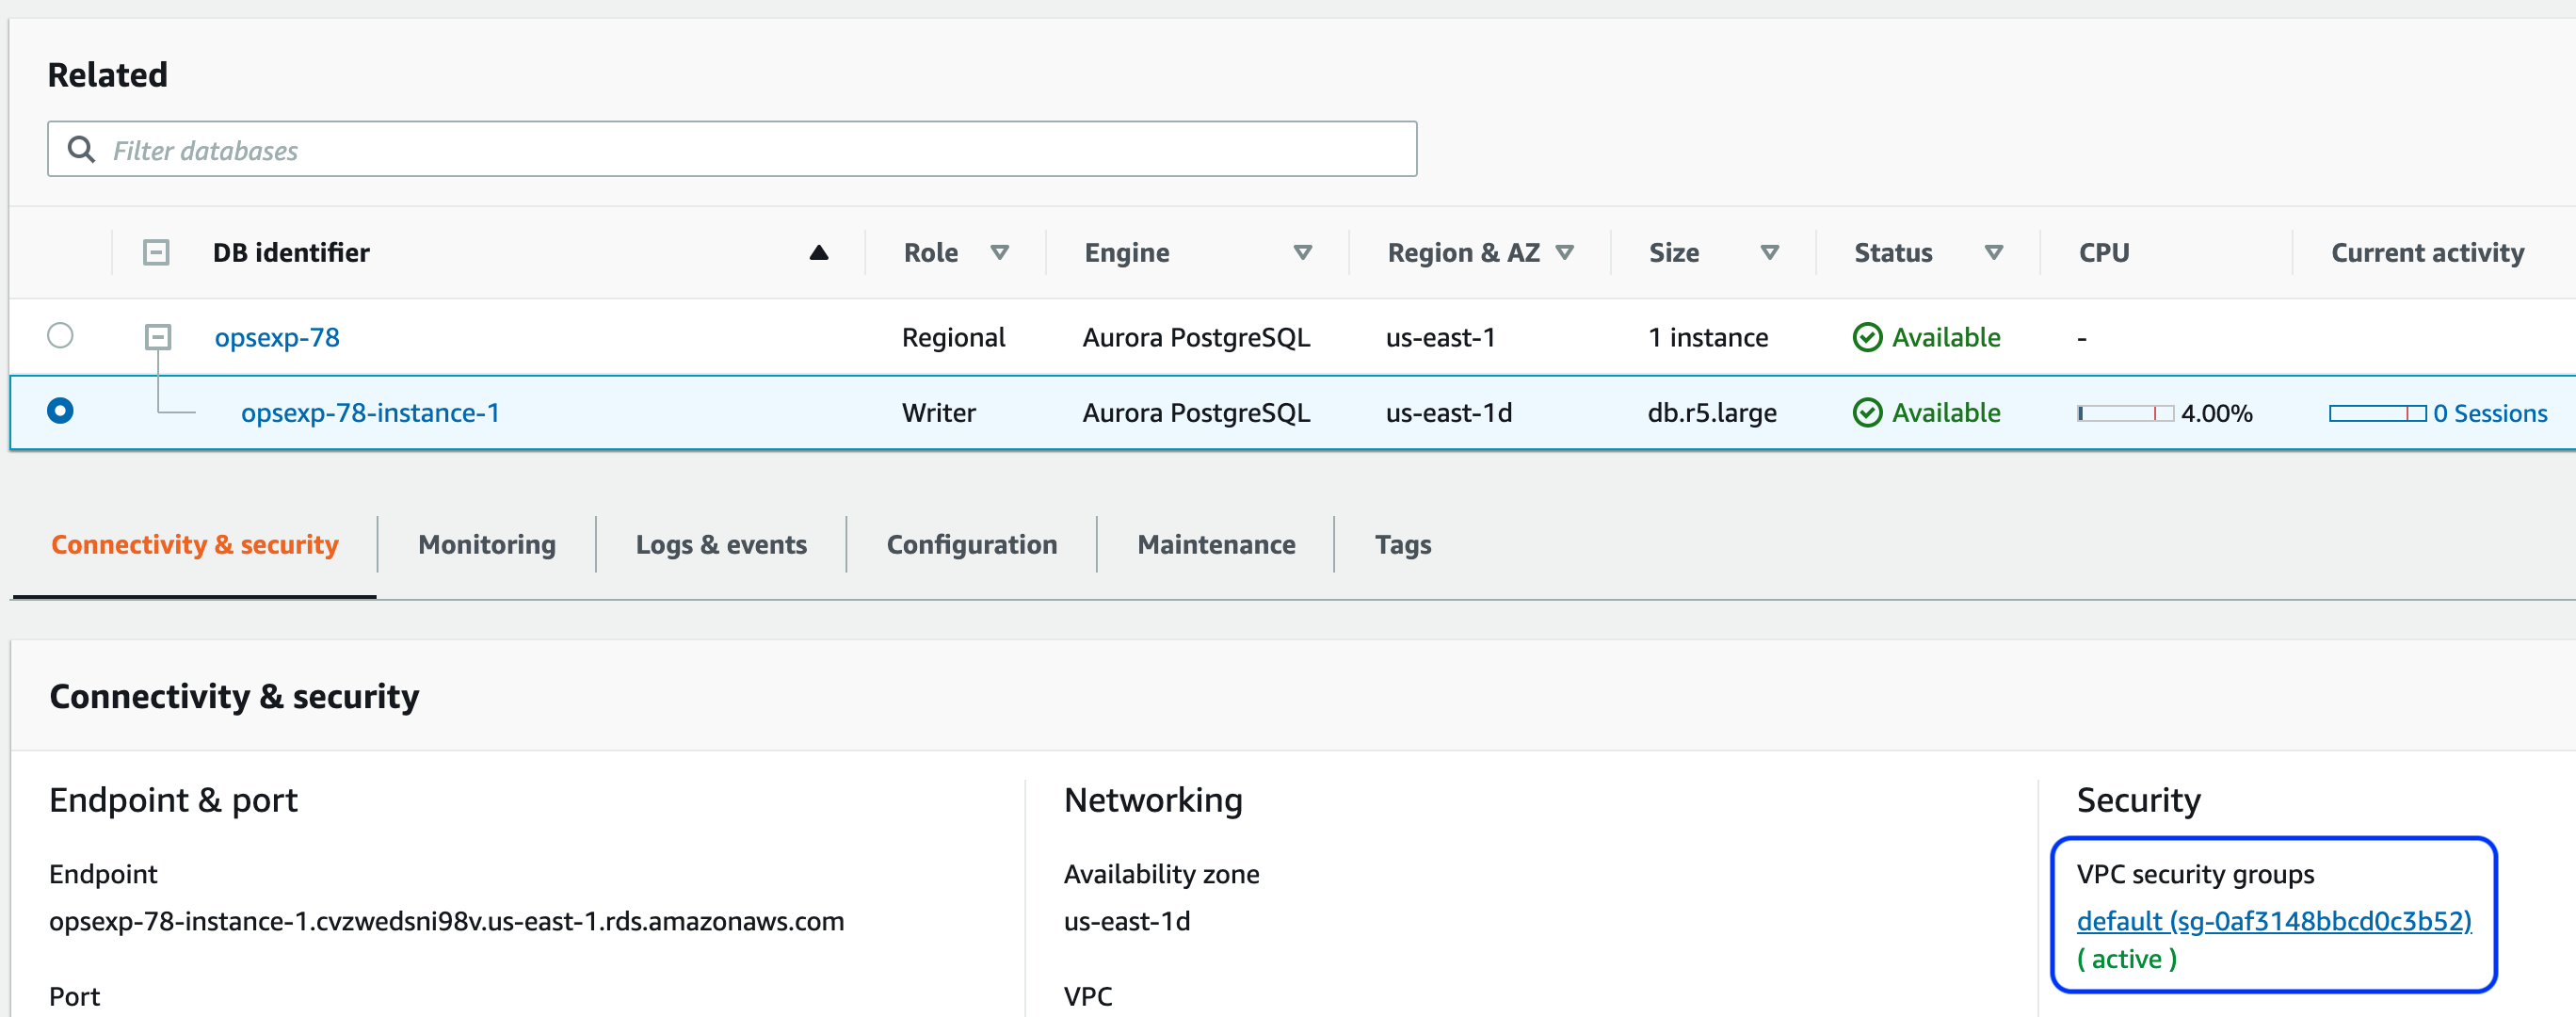 Related
Filter databases
DB identifier Role Engine Region & AZ Size Status CPU Current activity
opsexp-78 Regional Aurora PostgreSQL us-east-1 1 instance Available -
opsexp-78-instance-1 Writer Aurora PostgreSQL us-east-1d db.r5.large Available 4.00% 0 Sessions
Connectivity & security Monitoring Logs & events Configuration Maintenance Tags
Connectivity & security
Endpoint & port
Endpoint
opsexp-78-instance-1.cvzwedsni98v.us-east-1.rds.amazonaws.com
Port
Networking
Availability zone
us-east-1d
VPC
Security
VPC security groups
default (sg-0af3148bbcd0c3b52)
( active )